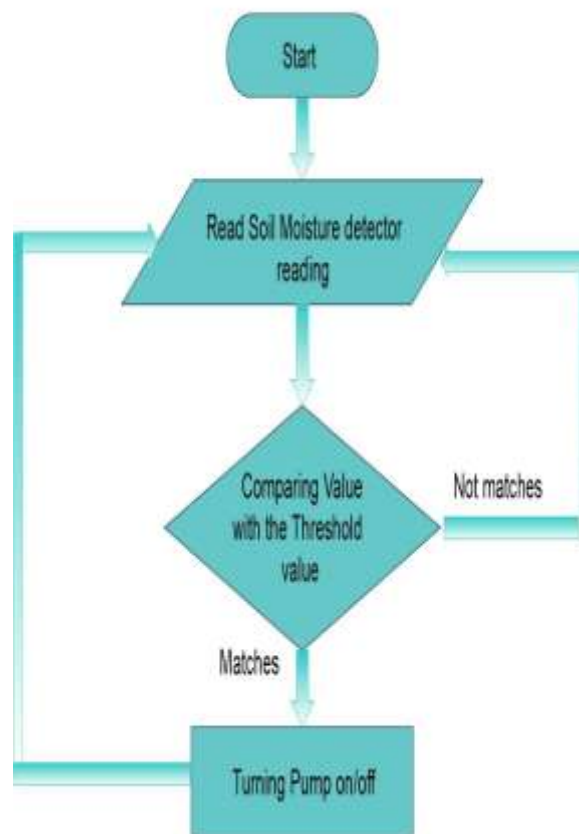 Start
Read Soil Moisture detector
reading
Comparing Value
with the Threshold
value
Not matches
Matches
Turning Pump on/off